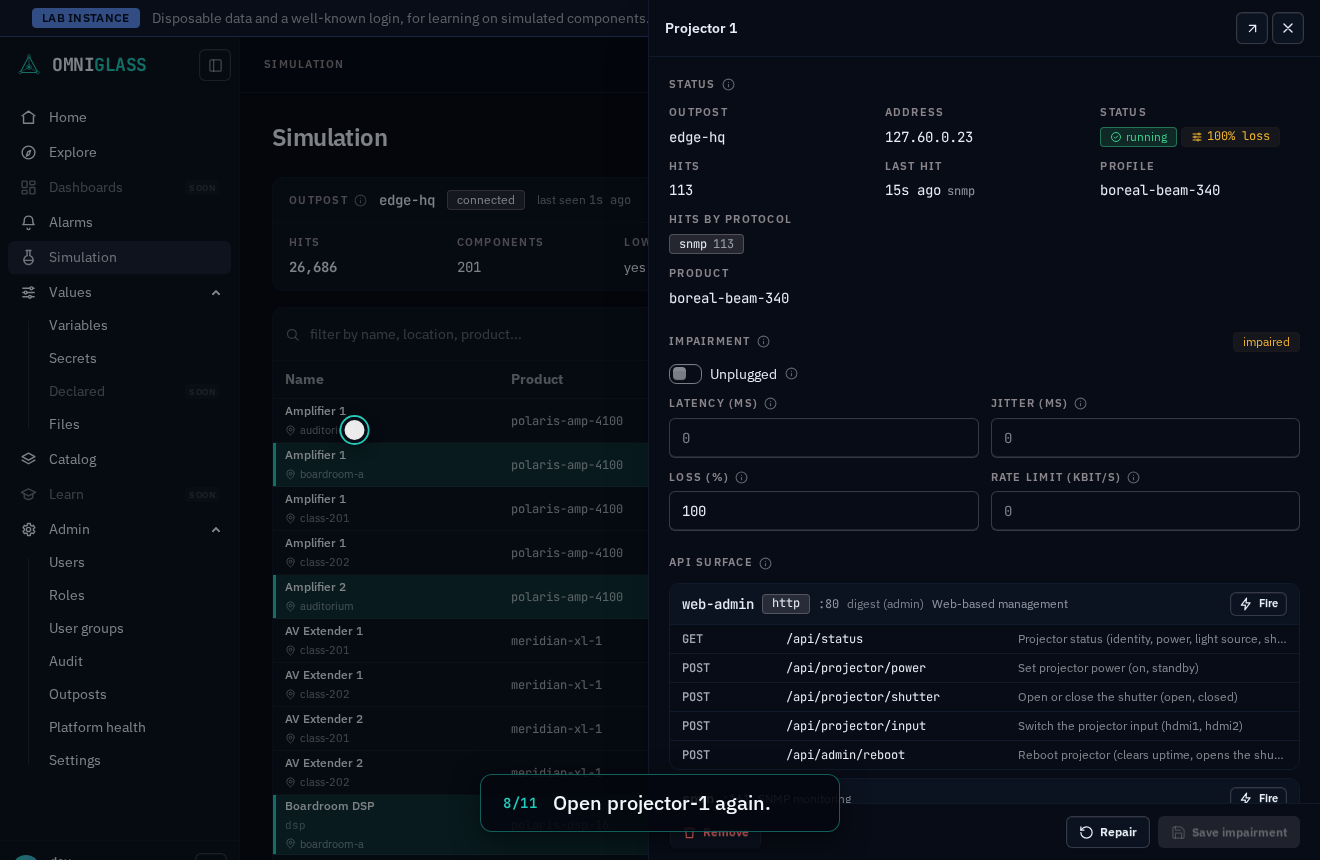 LAB INSTANCE Disposable data and a well-known login, for learning on simulated components.
OMNIGLASS
Home
Explore
Dashboards SOON
Alarms
Simulation
Values
Variables
Secrets
Declared SOON
Files
Catalog
Learn SOON
Admin
Users
Roles
User groups
Audit
Outposts
Platform health
Settings
SIMULATION
Simulation
OUTPOST edge-hq connected last seen 1s ago
HITS COMPONENTS
26,686 201 yes
filter by name, location, product...
Name Product
Amplifier 1
polaris-amp-4100
Amplifier 1
boardroom-a
polaris-amp-4100
Amplifier 1
class-201
polaris-amp-4100
Amplifier 1
class-202
polaris-amp-4100
Amplifier 2
auditorium
polaris-amp-4100
AV Extender 1
class-201
meridian-xl-1
AV Extender 1
class-202
meridian-xl-1
AV Extender 2
class-201
meridian-xl-1
AV Extender 2
class-202
meridian-xl-1
Boardroom DSP
dsp
boardroom-a
Projector 1
STATUS
OUTPOST ADDRESS STATUS
edge-hq 127.60.0.23 running 100% loss
HITS LAST HIT PROFILE
113 15s ago snmp boreal-beam-340
HITS BY PROTOCOL
snmp 113
PRODUCT
boreal-beam-340
IMPAIRMENT impaired
Unplugged
LATENCY (MS) JITTER (MS)
0 0
LOSS (%) RATE LIMIT (KBIT/S)
100 0
API SURFACE
web-admin http :80 digest (admin) Web-based management Fire
GET /api/status Projector status (identity, power, light source, sh...
POST /api/projector/power Set projector power (on, standby)
POST /api/projector/shutter Open or close the shutter (open, closed)
POST /api/projector/input Switch the projector input (hdmi1, hdmi2)
POST /api/admin/reboot Reboot projector (clears uptime, opens the shu...
Fire
8/11 Open projector-1 again.
Remove Repair Save impairment